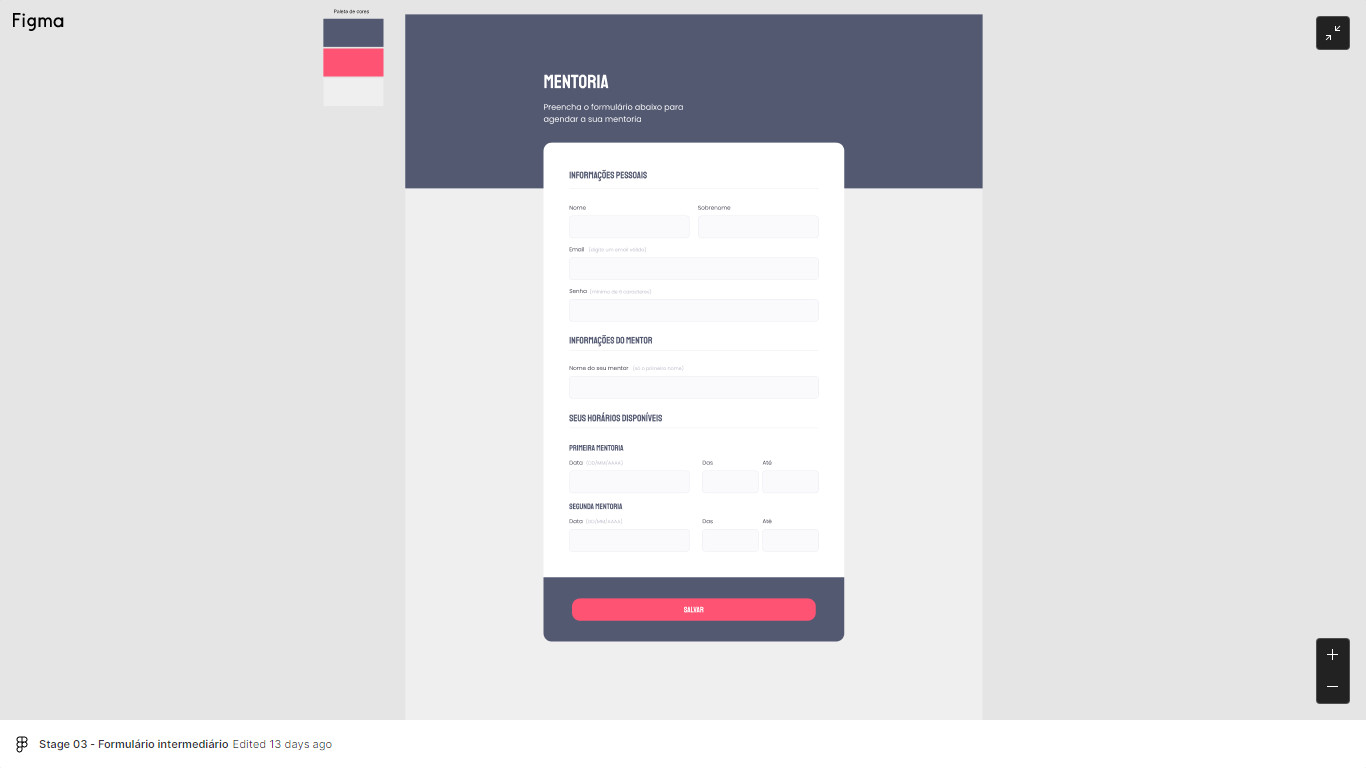 Figma
Paleta de cores
MENTORIA
Preencha o formulário abaixo para
agendar a sua mentoria
INFORMAÇÕES PESSOAIS
Nome Sobrenome
Email (digite um email válido)
Senha (mínimo de 6 caracteres)
INFORMAÇÕES DO MENTOR
Nome do seu mentor (só o primeiro nome)
SEUS HORÁRIOS DISPONÍVEIS
PRIMEIRA MENTORIA
Data (DD/MM/AAAA) Das Até
SEGUNDA MENTORIA
Data (DD/MM/AAAA) Das Até
SALVAR
Stage 03 - Formulário intermediário Edited 13 days ago